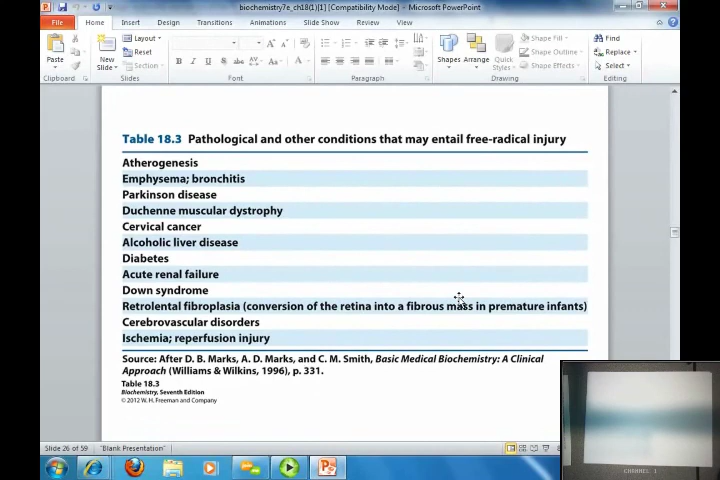 biochemistry7e_ch18(1)[1] [Compatibility Mode] - Microsoft PowerPoint
File Home Insert Design Transitions Animations Slide Show Review View
Paste
Clipboard
New Slide
Layout
Reset
Section
Slides
B I U S abc AV Aa A
Font
Paragraph
Shapes Arrange Quick Styles
Shape Fill
Shape Outline
Shape Effects
Drawing
Find
Replace
Select
Editing
Table 18.3 Pathological and other conditions that may entail free-radical injury
Atherogenesis
Emphysema; bronchitis
Parkinson disease
Duchenne muscular dystrophy
Cervical cancer
Alcoholic liver disease
Diabetes
Acute renal failure
Down syndrome
Retrolental fibroplasia (conversion of the retina into a fibrous mass in premature infants)
Cerebrovascular disorders
Ischemia; reperfusion injury
Source: After D. B. Marks, A. D. Marks, and C. M. Smith, Basic Medical Biochemistry: A Clinical
Approach (Williams & Wilkins, 1996), p. 331.
Table 18.3
Biochemistry, Seventh Edition
© 2012 W. H. Freeman and Company
Slide 26 of 59 "Blank Presentation"
CHANNEL 1